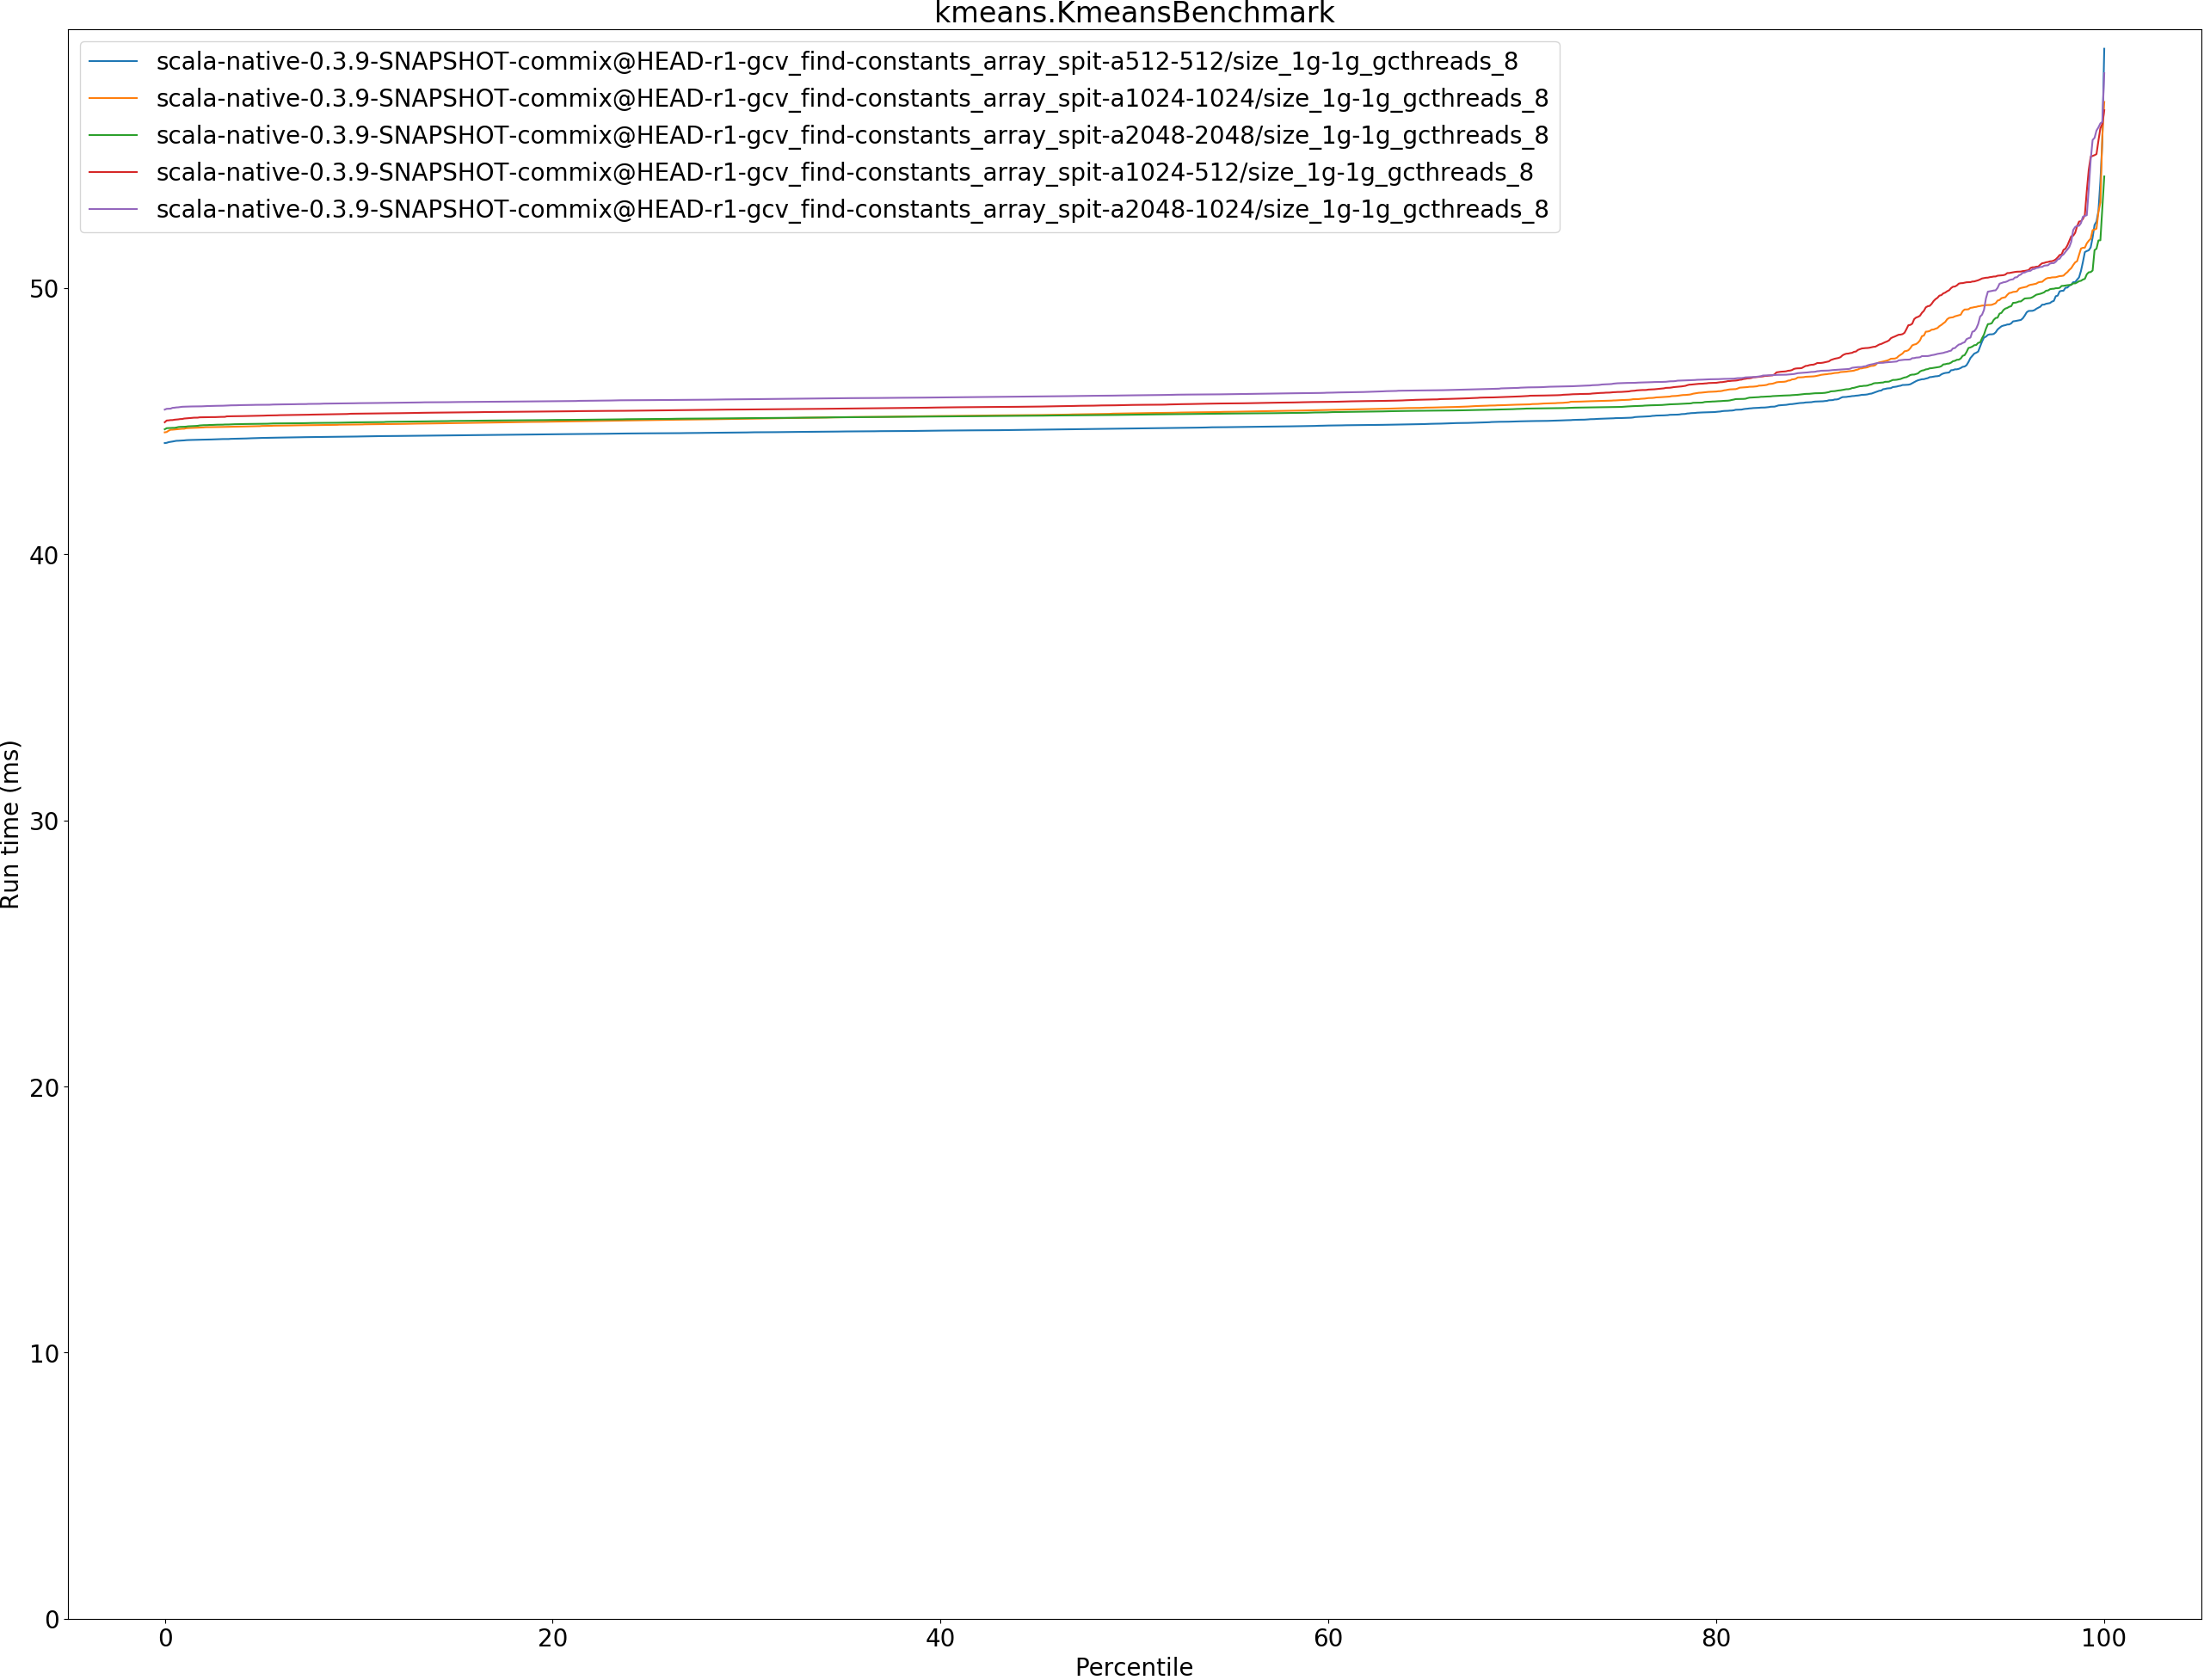 kmeans.KmeansBenchmark
scala-native-0.3.9-SNAPSHOT-commix@HEAD-r1-gcv_find-constants_array_spit-a512-512/size_1g-1g_gcthreads_8
scala-native-0.3.9-SNAPSHOT-commix@HEAD-r1-gcv_find-constants_array_spit-a1024-1024/size_1g-1g_gcthreads_8
scala-native-0.3.9-SNAPSHOT-commix@HEAD-r1-gcv_find-constants_array_spit-a2048-2048/size_1g-1g_gcthreads_8
scala-native-0.3.9-SNAPSHOT-commix@HEAD-r1-gcv_find-constants_array_spit-a1024-512/size_1g-1g_gcthreads_8
scala-native-0.3.9-SNAPSHOT-commix@HEAD-r1-gcv_find-constants_array_spit-a2048-1024/size_1g-1g_gcthreads_8
50
40
30
20
10
0
Run time (ms)
0 20 40 60 80 100
Percentile